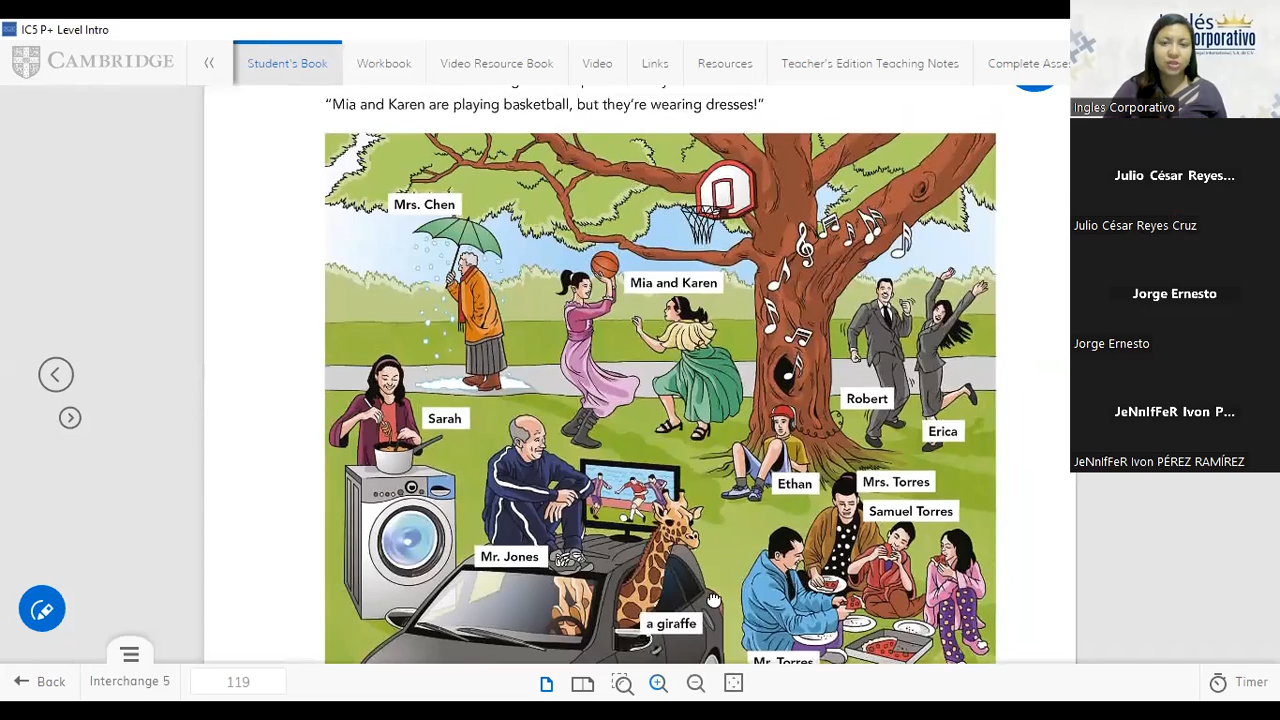 IC5 P+ Level Intro
CAMBRIDGE
Student's Book
Workbook
Video Resource Book
Video
Links
Resources
Teacher's Edition Teaching Notes
Complete Asse
"Mia and Karen are playing basketball, but they're wearing dresses!"
Mrs. Chen
Mia and Karen
Sarah
Robert
Erica
Ethan
Mrs. Torres
Samuel Torres
Mr. Jones
a giraffe
Mr. Torres
Back
Interchange 5
119
Timer
Inglés
Corporativo
Ingles Corporativo
Julio César Reyes...
Julio César Reyes Cruz
Jorge Ernesto
Jorge Ernesto
JeNnIfFeR Ivon P...
JeNnIfFeR Ivon PÉREZ RAMÍREZ